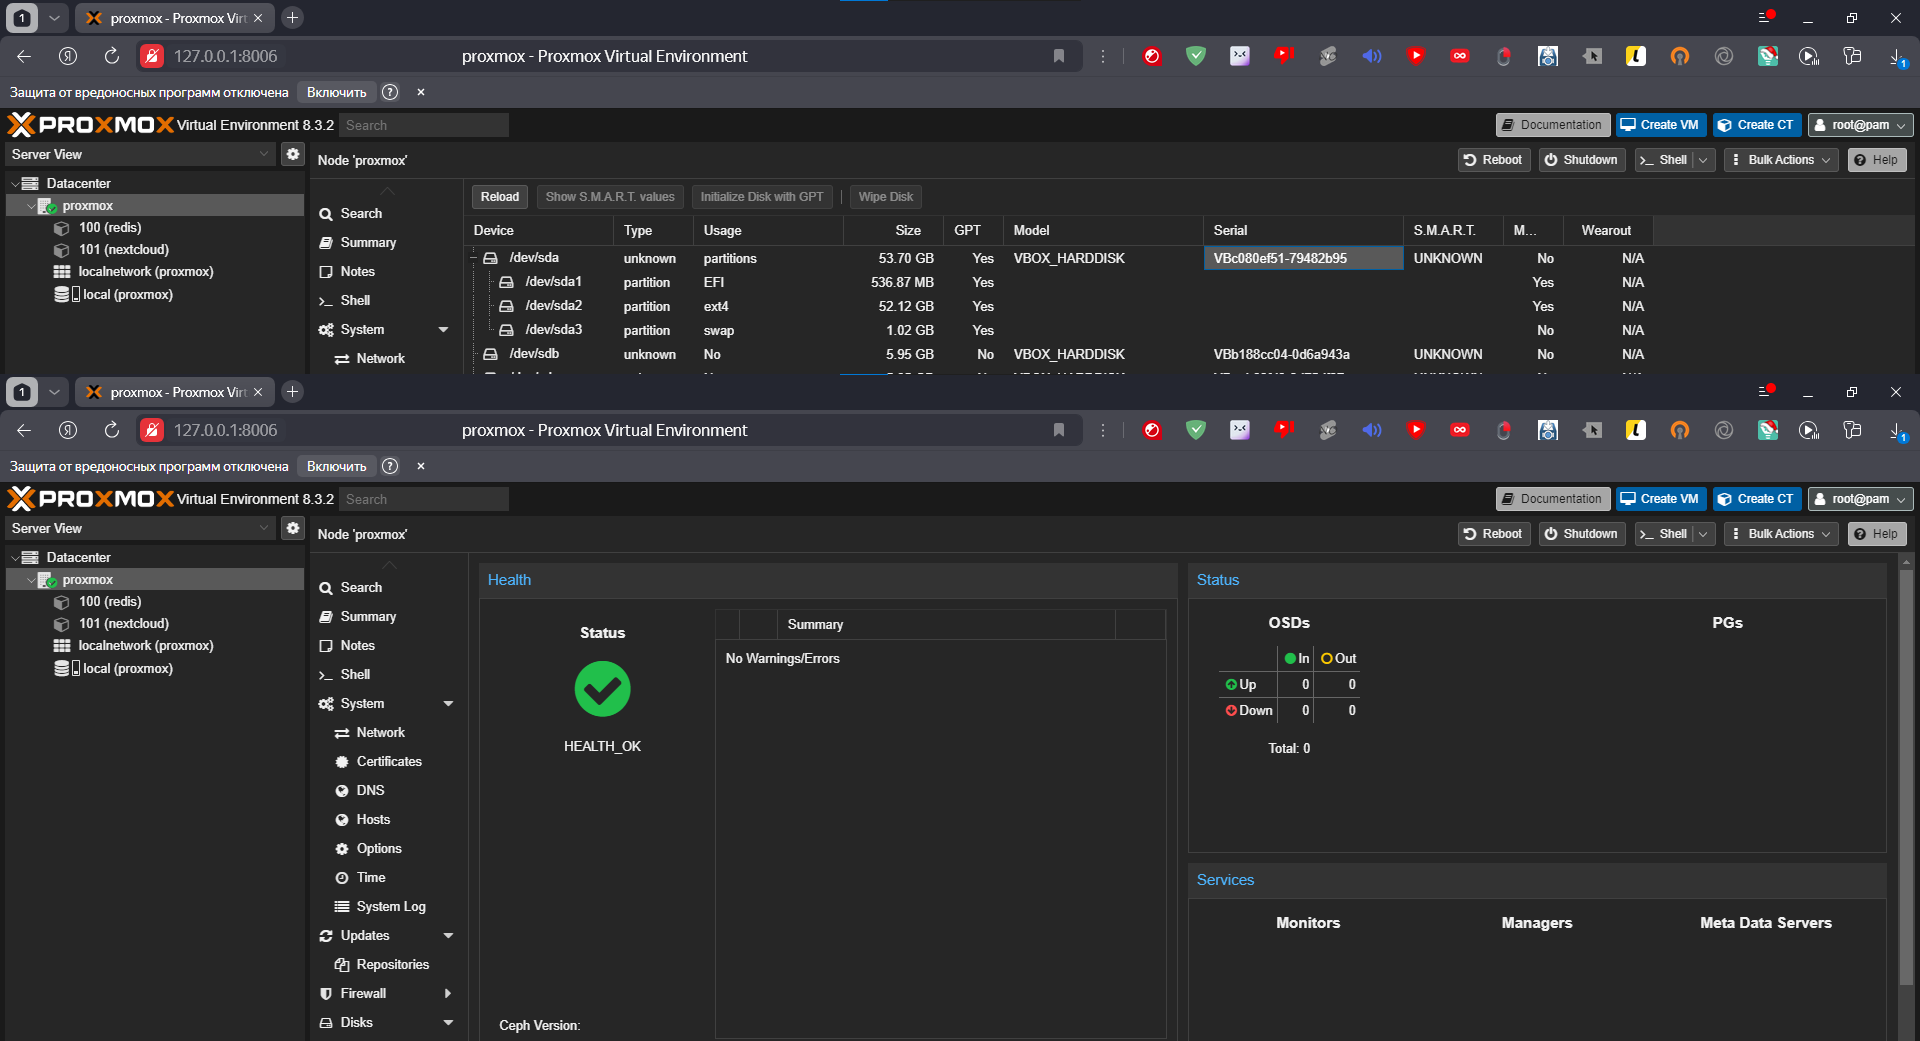 1
proxmox - Proxmox Virt
127.0.0.1:8006
proxmox - Proxmox Virtual Environment
1
Защита от вредоносных программ отключена
Включить
PROXMOX Virtual Environment 8.3.2
Search
Documentation
Create VM
Create CT
root@pam
Server View
Node 'proxmox'
Reboot
Shutdown
Shell
Bulk Actions
Help
Datacenter
proxmox
100 (redis)
101 (nextcloud)
localnetwork (proxmox)
local (proxmox)
Search
Summary
Notes
Shell
System
Network
Reload
Show S.M.A.R.T. values
Initialize Disk with GPT
Wipe Disk
Device Type Usage Size GPT Model Serial S.M.A.R.T. M... Wearout
/dev/sda unknown partitions 53.70 GB Yes VBOX_HARDDISK VBc080ef51-79482b95 UNKNOWN No N/A
/dev/sda1 partition EFI 536.87 MB Yes Yes N/A
/dev/sda2 partition ext4 52.12 GB Yes Yes N/A
/dev/sda3 partition swap 1.02 GB Yes No N/A
/dev/sdb unknown No 5.95 GB No VBOX_HARDDISK VBb188cc04-0d6a943a UNKNOWN No N/A
1
proxmox - Proxmox Virt
127.0.0.1:8006
proxmox - Proxmox Virtual Environment
1
Защита от вредоносных программ отключена
Включить
PROXMOX Virtual Environment 8.3.2
Search
Documentation
Create VM
Create CT
root@pam
Server View
Node 'proxmox'
Reboot
Shutdown
Shell
Bulk Actions
Help
Datacenter
proxmox
100 (redis)
101 (nextcloud)
localnetwork (proxmox)
local (proxmox)
Search
Summary
Notes
Shell
System
Network
Certificates
DNS
Hosts
Options
Time
System Log
Updates
Repositories
Firewall
Disks
Health
Status
HEALTH_OK
Summary
No Warnings/Errors
Ceph Version:
Status
OSDs
PGs
In Out
Up 0 0
Down 0 0
Total: 0
Services
Monitors
Managers
Meta Data Servers